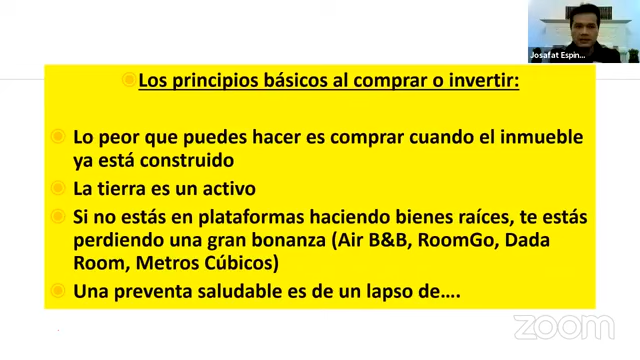 Josafat Espin...
Los principios básicos al comprar o invertir:
Lo peor que puedes hacer es comprar cuando el inmueble
ya está construido
La tierra es un activo
Si no estás en plataformas haciendo bienes raíces, te estás
perdiendo una gran bonanza (Air B&B, RoomGo, Dada
Room, Metros Cúbicos)
Una preventa saludable es de un lapso de….
zoom